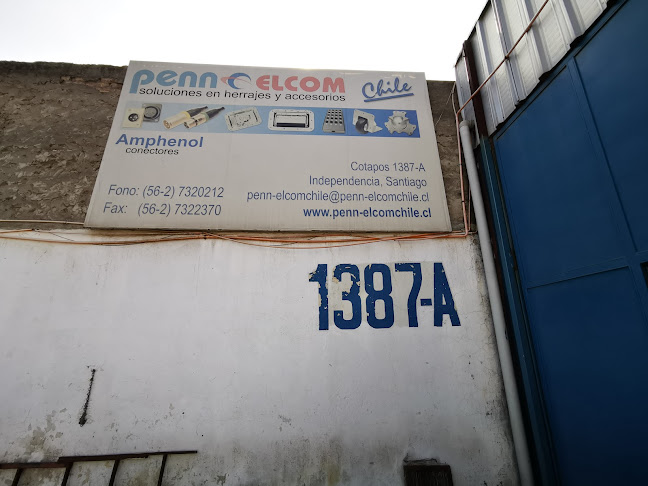 penn elcom
Chile
soluciones en herrajes y accesorios
Amphenol
conectores
Cotapos 1387-A
Independencia, Santiago
Fono: (56-2) 7320212
penn-elcomchile@penn-elcomchile.cl
Fax: (56-2) 7322370
www.penn-elcomchile.cl
1387-A